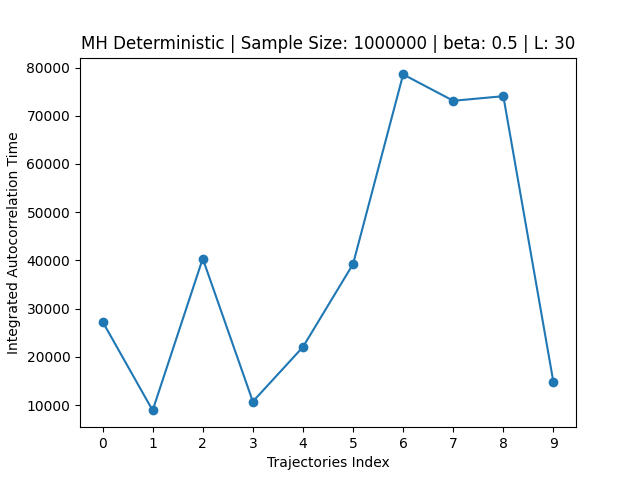 MH Deterministic | Sample Size: 1000000 | beta: 0.5 | L: 30
80000
70000
60000
50000
40000
30000
20000
10000
Integrated Autocorrelation Time
0 1 2 3 4 5 6 7 8 9
Trajectories Index